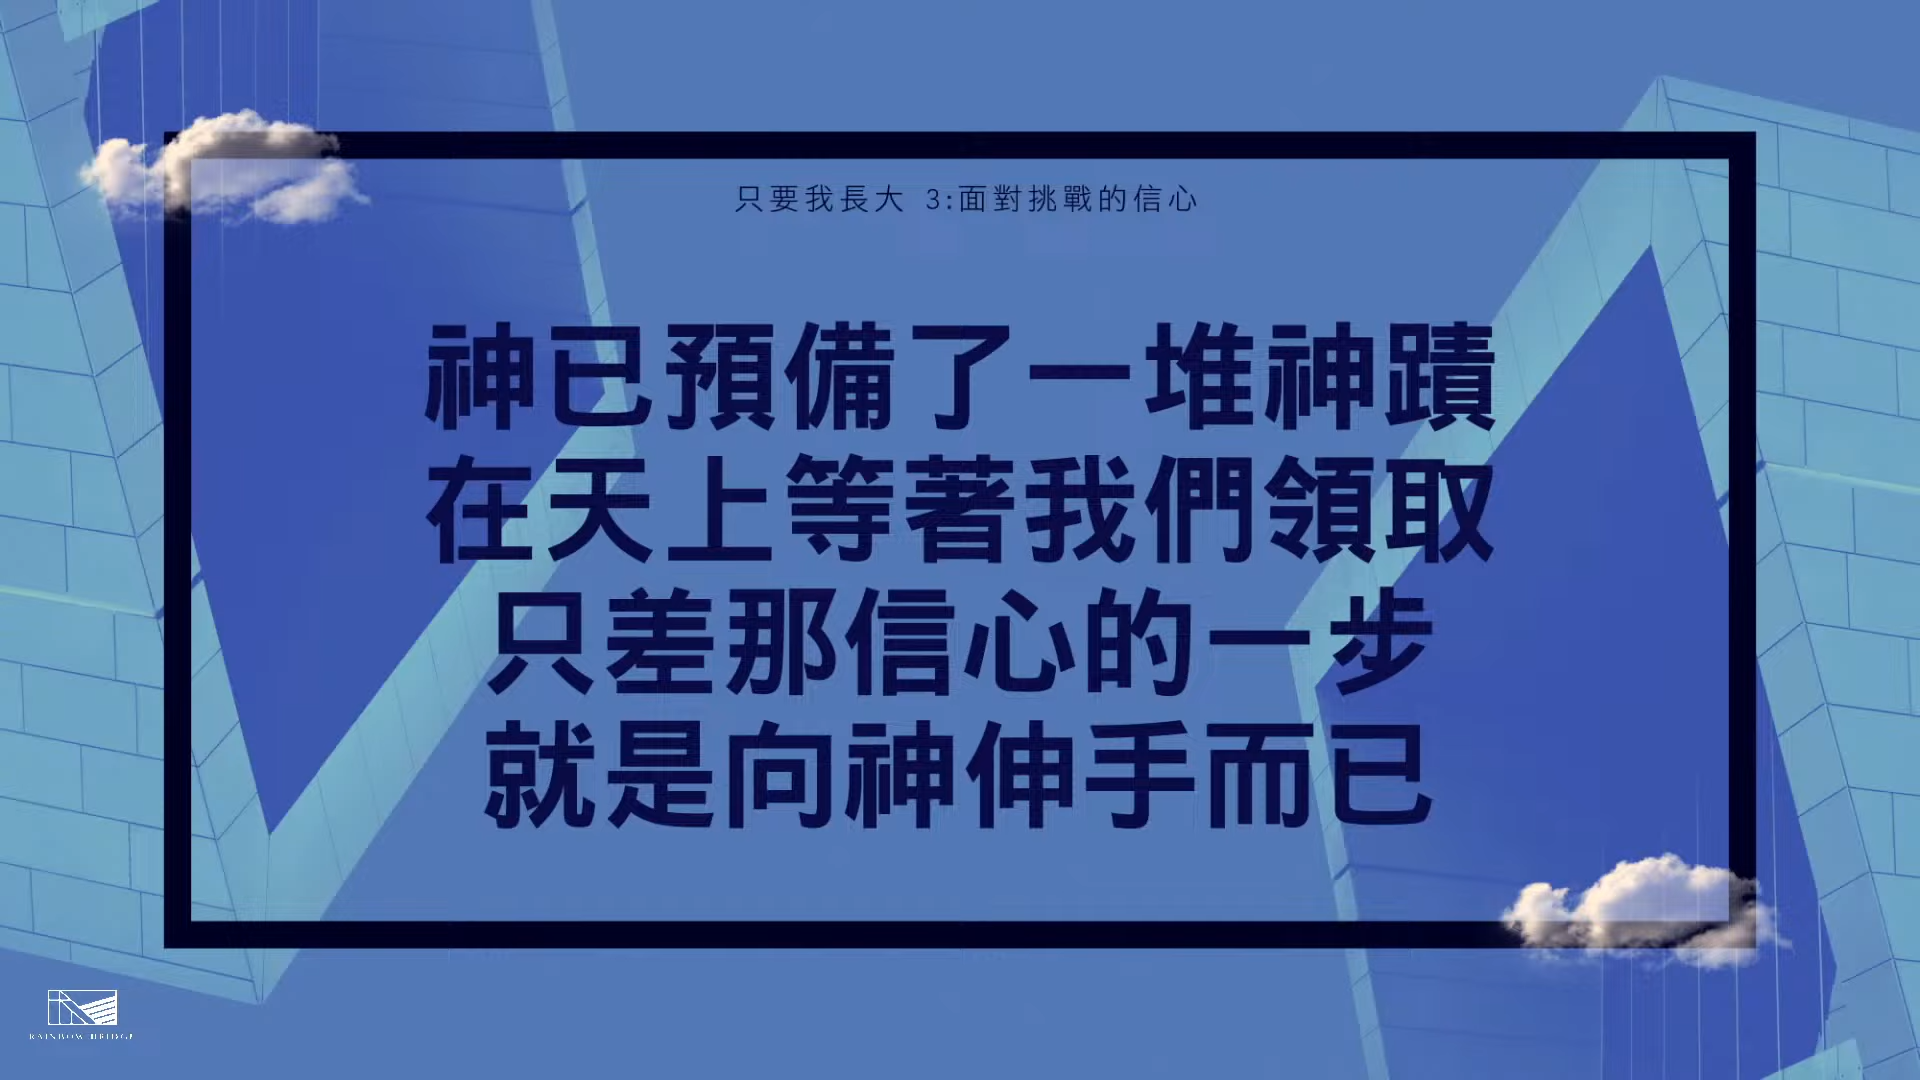 只要我長大 3:面對挑戰的信心
神已預備了一堆神蹟
在天上等著我們領取
只差那信心的一步
就是向神伸手而已
RAINBOW BRIDGE